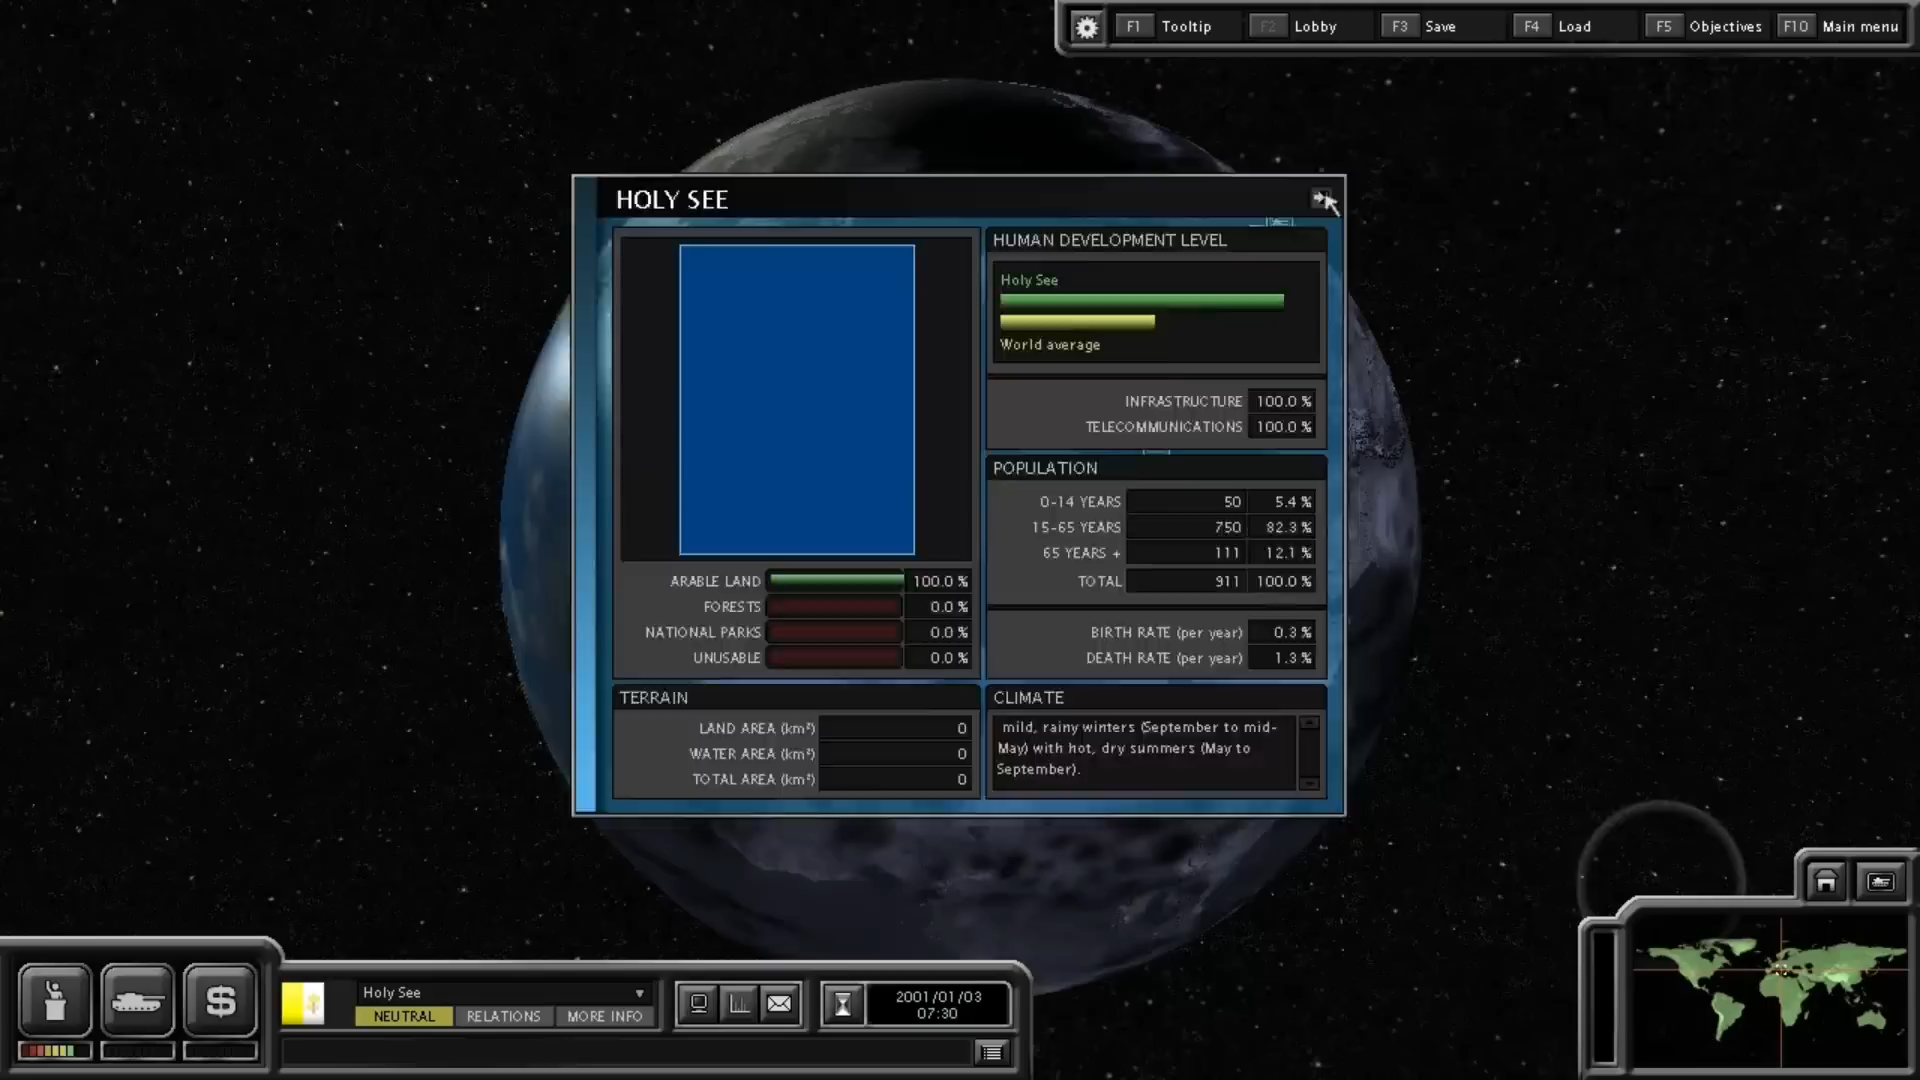 F1 Tooltip F2 Lobby F3 Save F4 Load F5 Objectives F10 Main menu
HOLY SEE
HUMAN DEVELOPMENT LEVEL
Holy See
World average
INFRASTRUCTURE 100.0 %
TELECOMMUNICATIONS 100.0 %
POPULATION
0-14 YEARS 50 5.4 %
15-65 YEARS 750 82.3 %
65 YEARS + 111 12.1 %
TOTAL 911 100.0 %
BIRTH RATE (per year) 0.3 %
DEATH RATE (per year) 1.3 %
ARABLE LAND 100.0 %
FORESTS 0.0 %
NATIONAL PARKS 0.0 %
UNUSABLE 0.0 %
TERRAIN
LAND AREA (km²) 0
WATER AREA (km²) 0
TOTAL AREA (km²) 0
CLIMATE
mild, rainy winters (September to mid-
May) with hot, dry summers (May to
September).
Holy See
NEUTRAL RELATIONS MORE INFO
2001/01/03
07:30